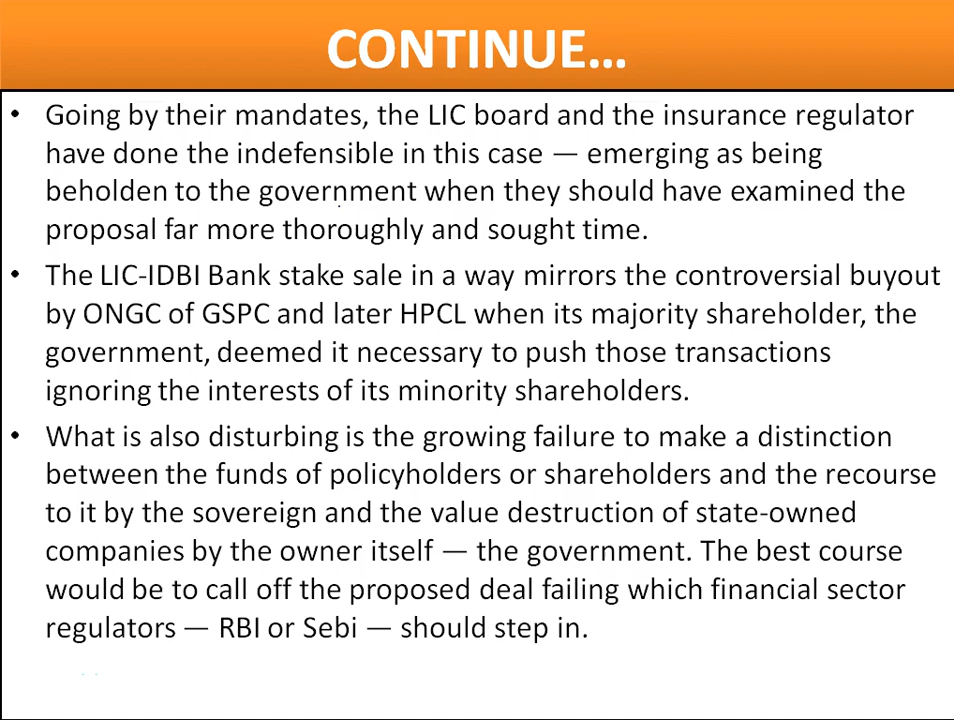 CONTINUE...
• Going by their mandates, the LIC board and the insurance regulator
have done the indefensible in this case — emerging as being
beholden to the government when they should have examined the
proposal far more thoroughly and sought time.
• The LIC-IDBI Bank stake sale in a way mirrors the controversial buyout
by ONGC of GSPC and later HPCL when its majority shareholder, the
government, deemed it necessary to push those transactions
ignoring the interests of its minority shareholders.
• What is also disturbing is the growing failure to make a distinction
between the funds of policyholders or shareholders and the recourse
to it by the sovereign and the value destruction of state-owned
companies by the owner itself — the government. The best course
would be to call off the proposed deal failing which financial sector
regulators — RBI or Sebi — should step in.